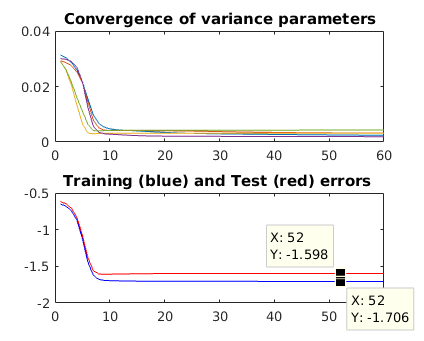 Convergence of variance parameters
0.04
0.02
0
0 10 20 30 40 50 60
Training (blue) and Test (red) errors
-0.5
-1
-1.5
-2
X: 52
Y: -1.598
X: 52
Y: -1.706
0 10 20 30 40 50